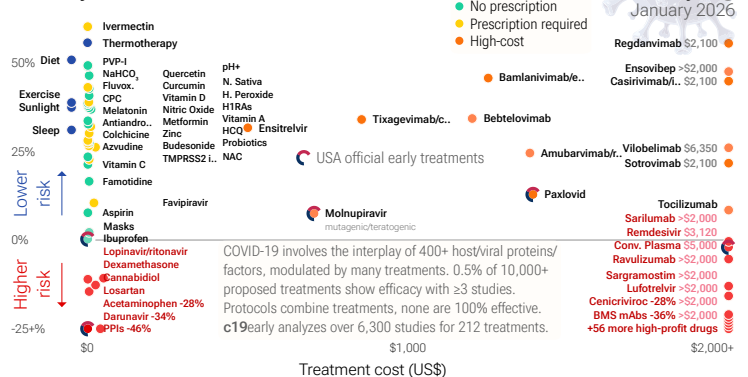 January 2026
No prescription
Prescription required
High-cost
Ivermectin
Thermotherapy
50%
Diet
PVP-I
NaHCO3
Fluvox.
CPC
Exercise
Sunlight
Melatonin
Antiandro..
Sleep
Colchicine
Azvudine
25%
Vitamin C
Famotidine
Quercetin
Curcumin
Vitamin D
Nitric Oxide
Metformin
Zinc
Budesonide
TMPRSS2 i..
pH+
N. Sativa
H. Peroxide
H1RAs
Vitamin A
HCQ
Probiotics
NAC
Ensitrelvir
Favipiravir
Aspirin
Masks
0%
Ibuprofen
Lower
risk
Higher
risk
Lopinavir/ritonavir
Dexamethasone
Cannabidiol
Losartan
Acetaminophen -28%
Darunavir -34%
-25+%
PPIs -46%
Tixagevimab/c..
Bamlanivimab/e..
Bebtelovimab
USA official early treatments
Amubarvimab/r..
Paxlovid
Molnupiravir
mutagenic/teratogenic
Regdanvimab $2,100
Ensovibep >$2,000
Casirivimab/i.. $2,100
Vilobelimab $6,350
Sotrovimab $2,100
Tocilizumab
Sarilumab >$2,000
Remdesivir $3,120
Conv. Plasma $5,000
Ravulizumab >$2,000
Sargramostim >$2,000
Lufotrelvir >$2,000
Cenicriviroc -28% >$2,000
BMS mAbs -36% >$2,000
+56 more high-profit drugs
COVID-19 involves the interplay of 400+ host/viral proteins/
factors, modulated by many treatments. 0.5% of 10,000+
proposed treatments show efficacy with ≥3 studies.
Protocols combine treatments, none are 100% effective.
c19early analyzes over 6,300 studies for 212 treatments.
$0
$1,000
$2,000+
Treatment cost (US$)